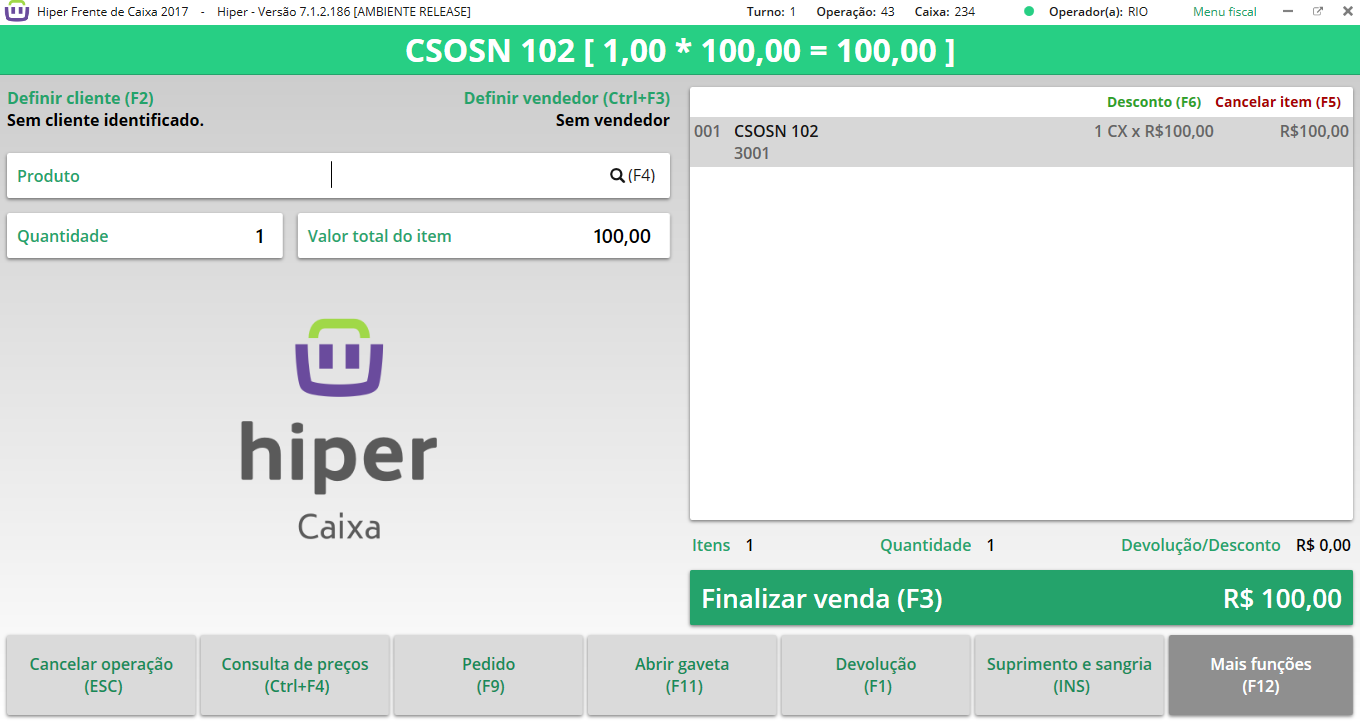 Hiper Frente de Caixa 2017 - Hiper - Versão 7.1.2.186 [AMBIENTE RELEASE] Turno: 1 Operação: 43 Caixa: 234 Operador(a): RIO Menu fiscal
CSOSN 102 [ 1,00 * 100,00 = 100,00 ]
Definir cliente (F2) Definir vendedor (Ctrl+F3)
Sem cliente identificado. Sem vendedor
Produto (F4)
Quantidade 1 Valor total do item 100,00
hiper
Caixa
Desconto (F6) Cancelar item (F5)
001 CSOSN 102 1 CX x R$100,00 R$100,00
3001
Itens 1 Quantidade 1 Devolução/Desconto R$ 0,00
Finalizar venda (F3) R$ 100,00
Cancelar operação
(ESC)
Consulta de preços
(Ctrl+F4)
Pedido
(F9)
Abrir gaveta
(F11)
Devolução
(F1)
Suprimento e sangria
(INS)
Mais funções
(F12)